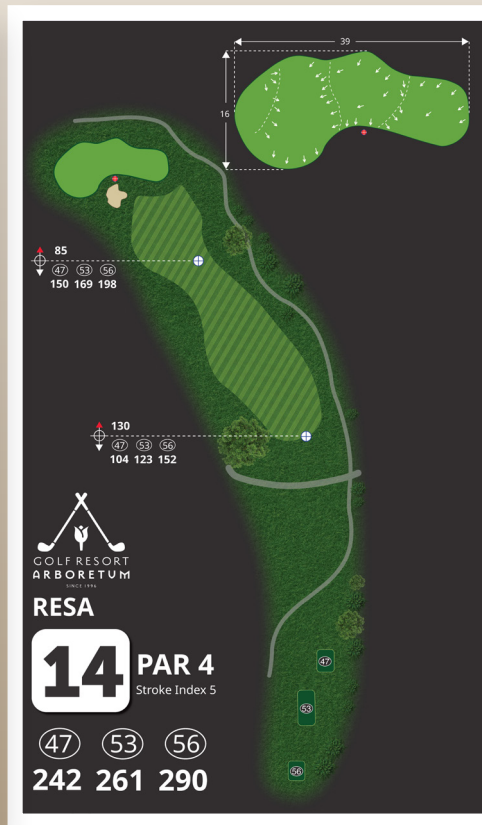 39
16
85
47 53 56
150 169 198
130
47 53 56
104 123 152
GOLF RESORT
ARBORETUM
SINCE 1996
RESA
14 PAR 4
Stroke Index 5
47 53 56
242 261 290
47
53
56